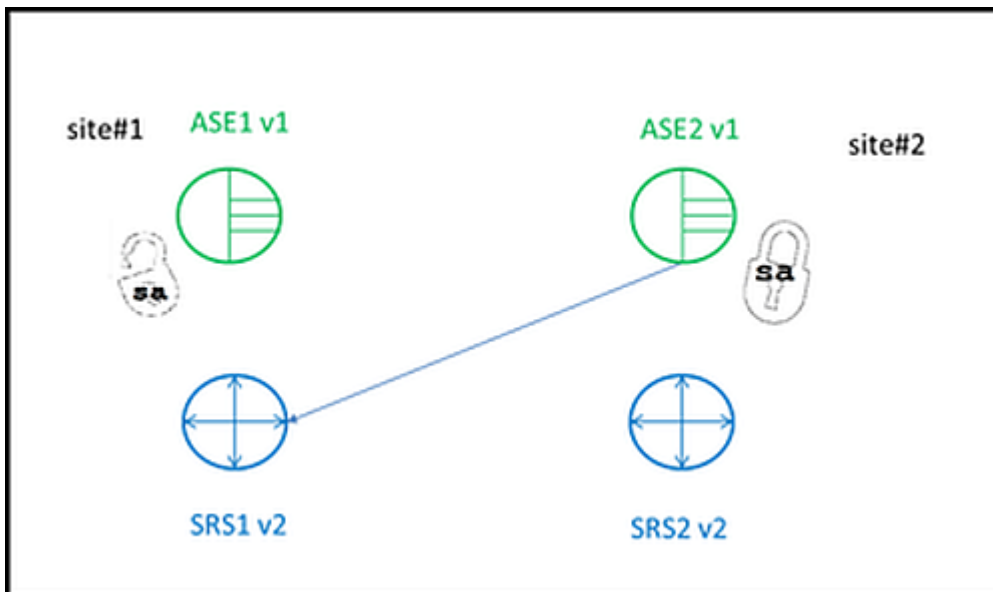 site#1
ASE1 v1
ASE2 v1
site#2
sa
sa
SRS1 v2
SRS2 v2